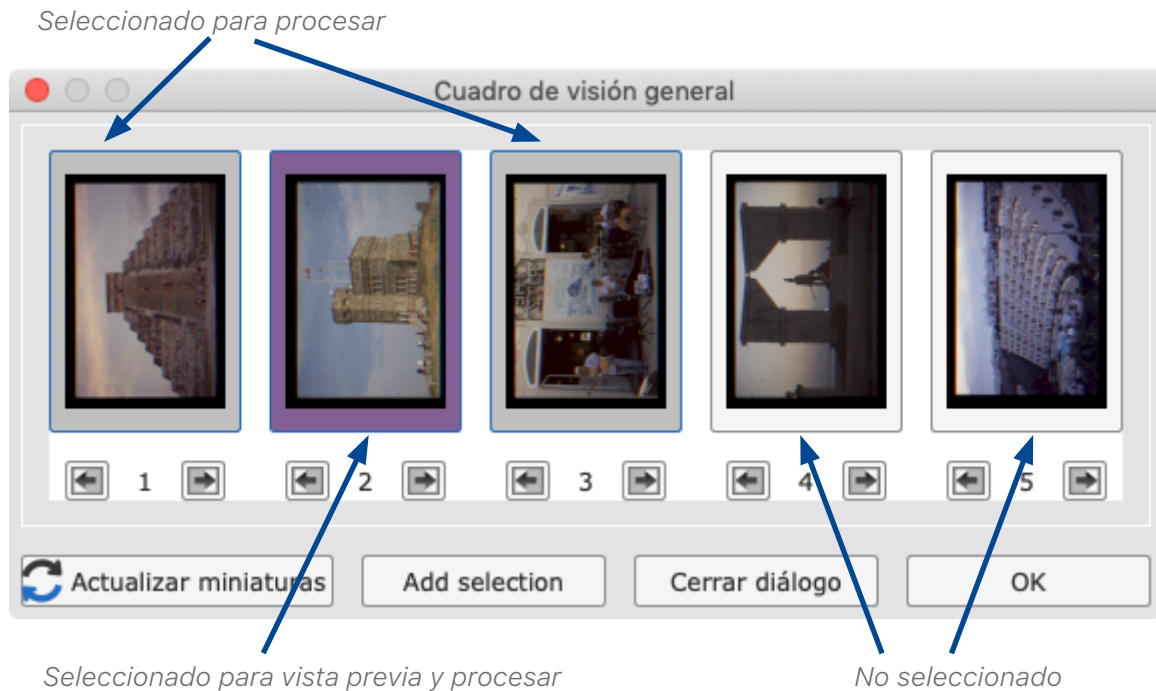 Seleccionado para procesar
Cuadro de visión general
1 2 3 4 5
Actualizar miniaturas Add selection Cerrar diálogo OK
Seleccionado para vista previa y procesar No seleccionado